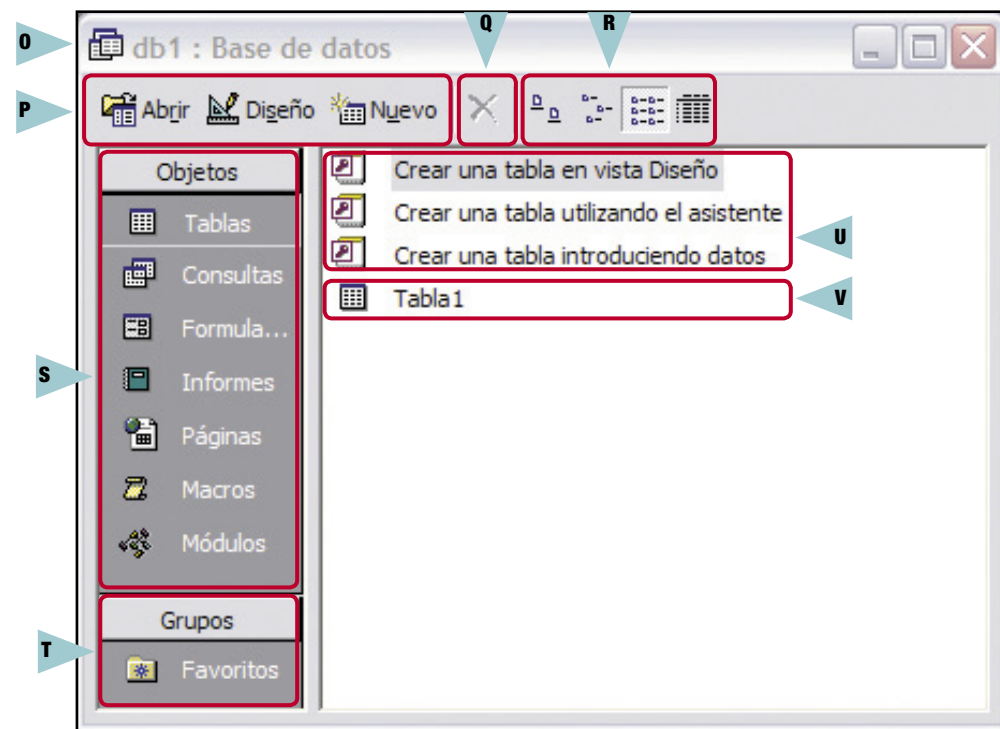 Q R
O db1 : Base de datos
P Abrir Diseño Nuevo
Objetos
Tablas
Consultas
Formula...
S
Informes
Páginas
Macros
Módulos
Grupos
T
Favoritos
Crear una tabla en vista Diseño
Crear una tabla utilizando el asistente
U
Crear una tabla introduciendo datos
Tabla1 V